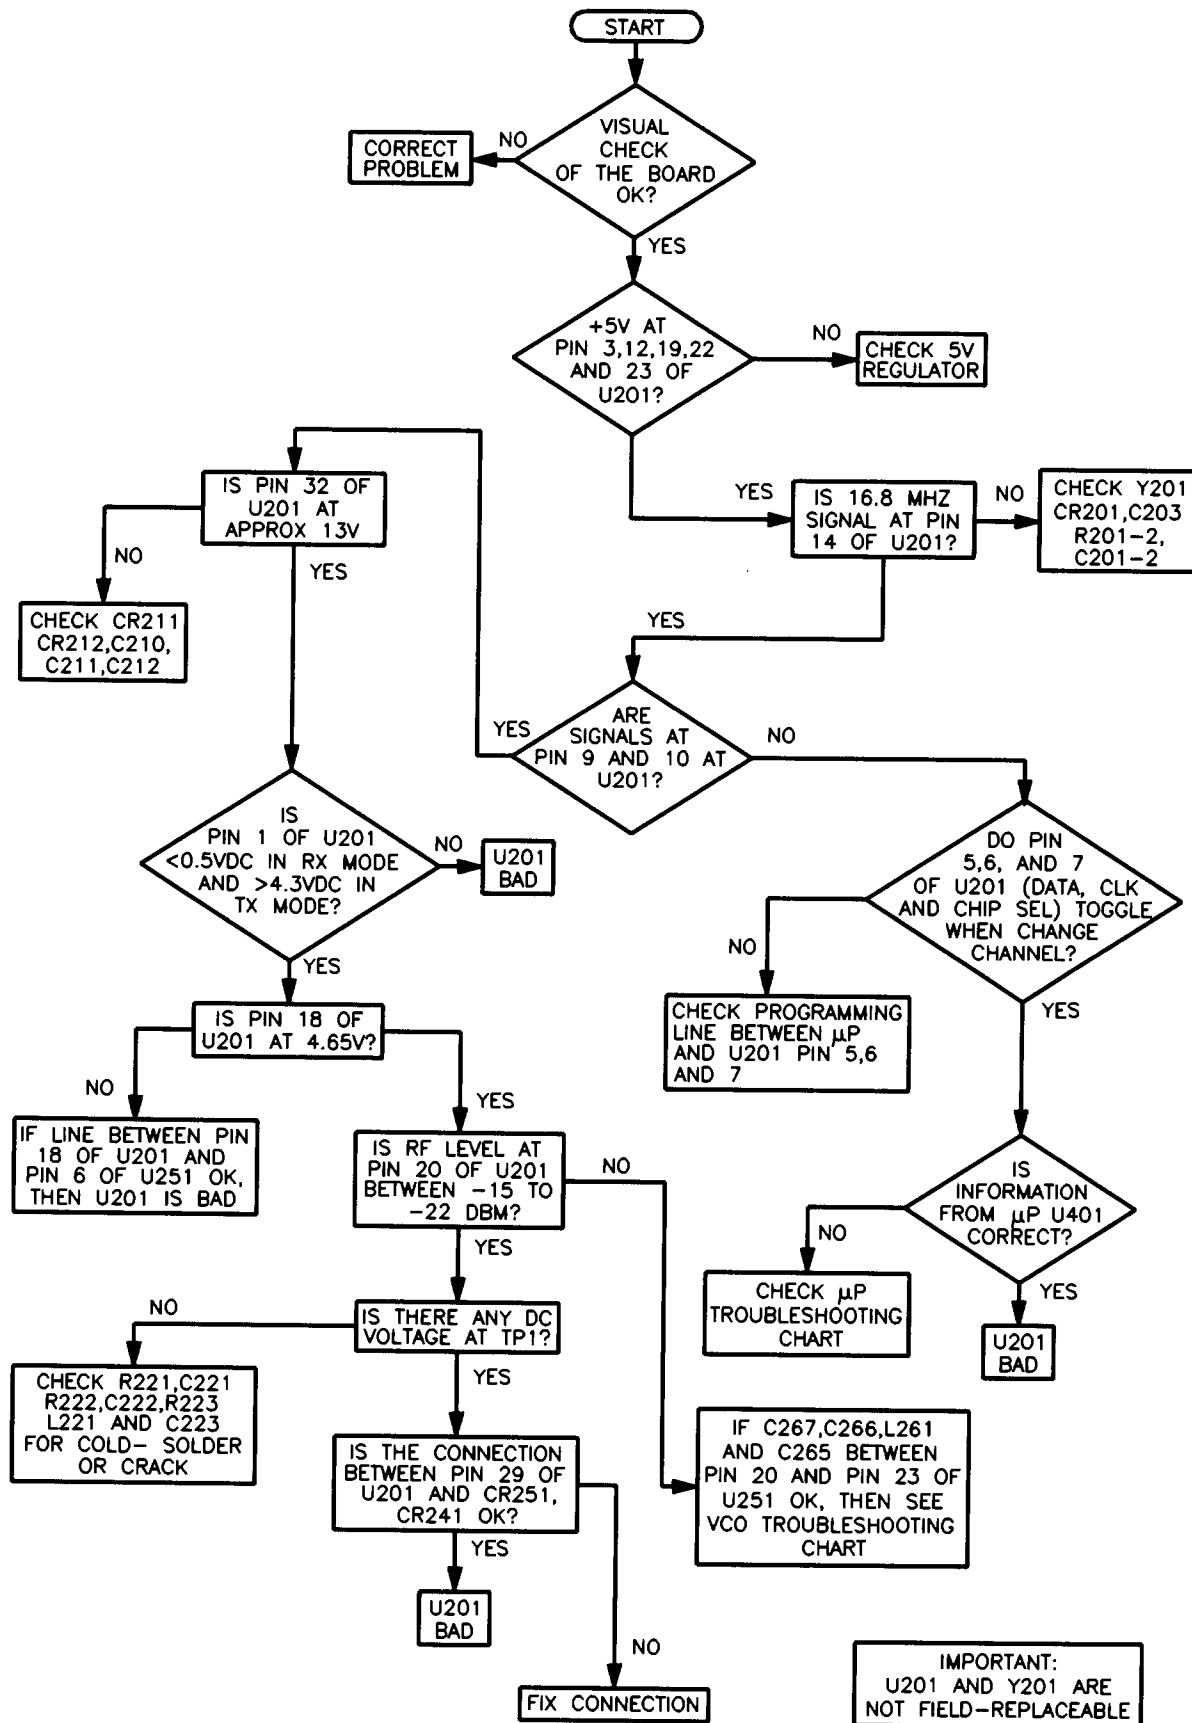 START
VISUAL
CHECK
OF THE BOARD
OK?
NO
CORRECT
PROBLEM
YES
+5V AT
PIN 3,12,19,22
AND 23 OF
U201?
NO
CHECK 5V
REGULATOR
YES
IS 16.8 MHZ
SIGNAL AT PIN
14 OF U201?
NO
CHECK Y201
CR201,C203
R201-2,
C201-2
YES
ARE
SIGNALS AT
PIN 9 AND 10 AT
U201?
YES
NO
IS PIN 32 OF
U201 AT
APPROX 13V
NO
CHECK CR211
CR212,C210,
C211,C212
YES
IS
PIN 1 OF U201
<0.5VDC IN RX MODE
AND >4.3VDC IN
TX MODE?
NO
U201
BAD
YES
DO PIN
5,6, AND 7
OF U201 (DATA, CLK
AND CHIP SEL) TOGGLE
WHEN CHANGE
CHANNEL?
NO
CHECK PROGRAMMING
LINE BETWEEN µP
AND U201 PIN 5,6
AND 7
YES
IS
INFORMATION
FROM µP U401
CORRECT?
NO
CHECK µP
TROUBLESHOOTING
CHART
YES
U201
BAD
IS PIN 18 OF
U201 AT 4.65V?
NO
IF LINE BETWEEN PIN
18 OF U201 AND
PIN 6 OF U251 OK,
THEN U201 IS BAD
YES
IS RF LEVEL AT
PIN 20 OF U201
BETWEEN -15 TO
-22 DBM?
NO
IF C267,C266,L261
AND C265 BETWEEN
PIN 20 AND PIN 23 OF
U251 OK, THEN SEE
VCO TROUBLESHOOTING
CHART
YES
IS THERE ANY DC
VOLTAGE AT TP1?
NO
CHECK R221,C221
R222,C222,R223
L221 AND C223
FOR COLD- SOLDER
OR CRACK
YES
IS THE CONNECTION
BETWEEN PIN 29 OF
U201 AND CR251,
CR241 OK?
YES
U201
BAD
NO
FIX CONNECTION
IMPORTANT:
U201 AND Y201 ARE
NOT FIELD-REPLACEABLE